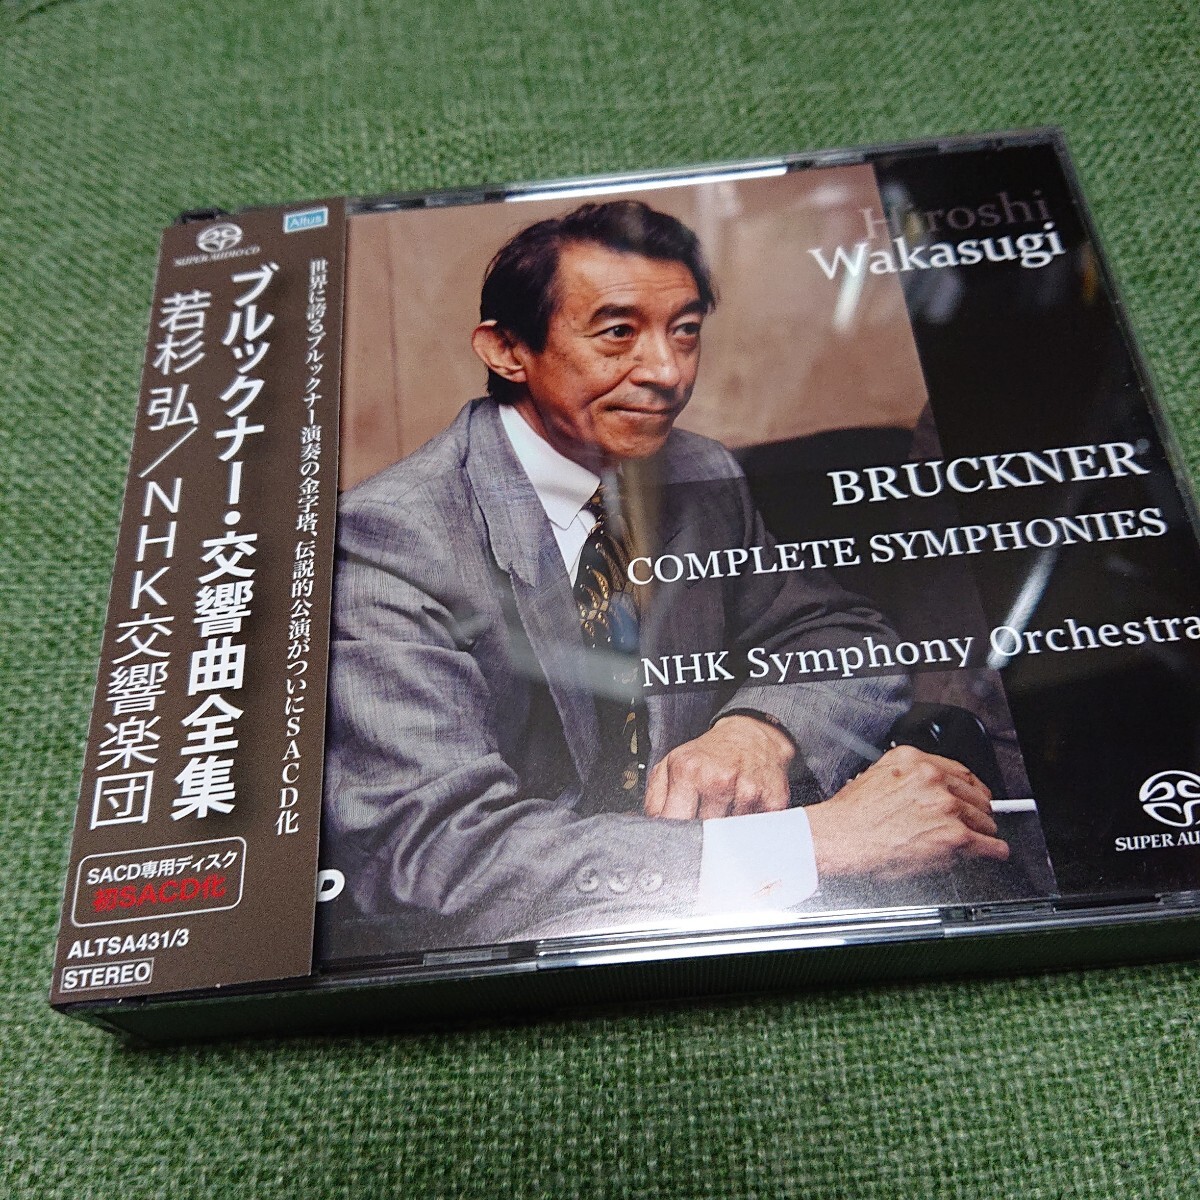 Altus
SUPER AUDIO CD
世界に誇るブルックナー演奏の金字塔、伝説的公演がついにSACD化
ブルックナー・交響曲全集
若杉 弘/NHK交響楽団
SACD専用ディスク
初SACD化
ALTSA431/3
STEREO
Hiroshi
Wakasugi
BRUCKNER
COMPLETE SYMPHONIES
NHK Symphony Orchestra
SUPER AU